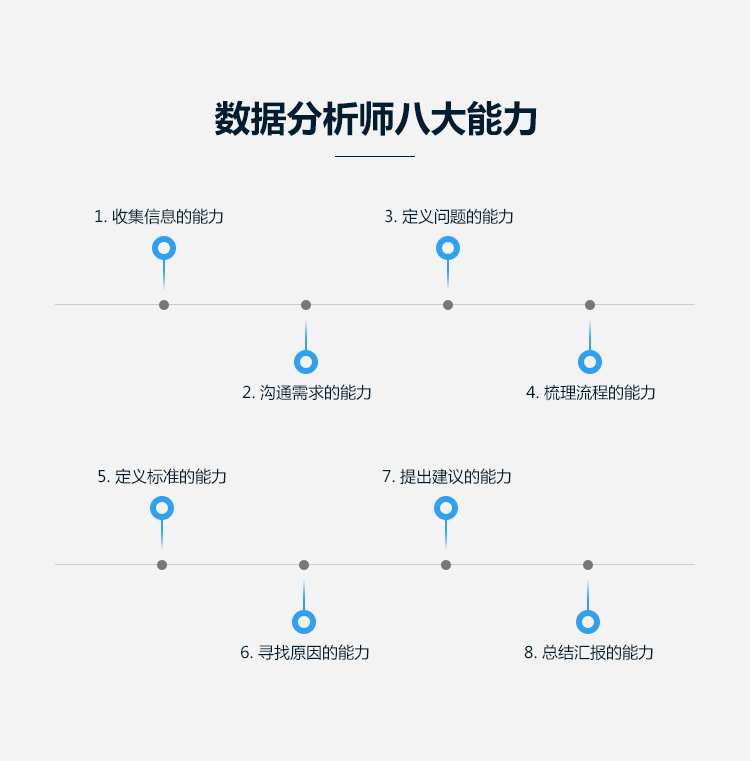 数据分析师八大能力
1. 收集信息的能力
3. 定义问题的能力
2. 沟通需求的能力
4. 梳理流程的能力
5. 定义标准的能力
7. 提出建议的能力
6. 寻找原因的能力
8. 总结汇报的能力